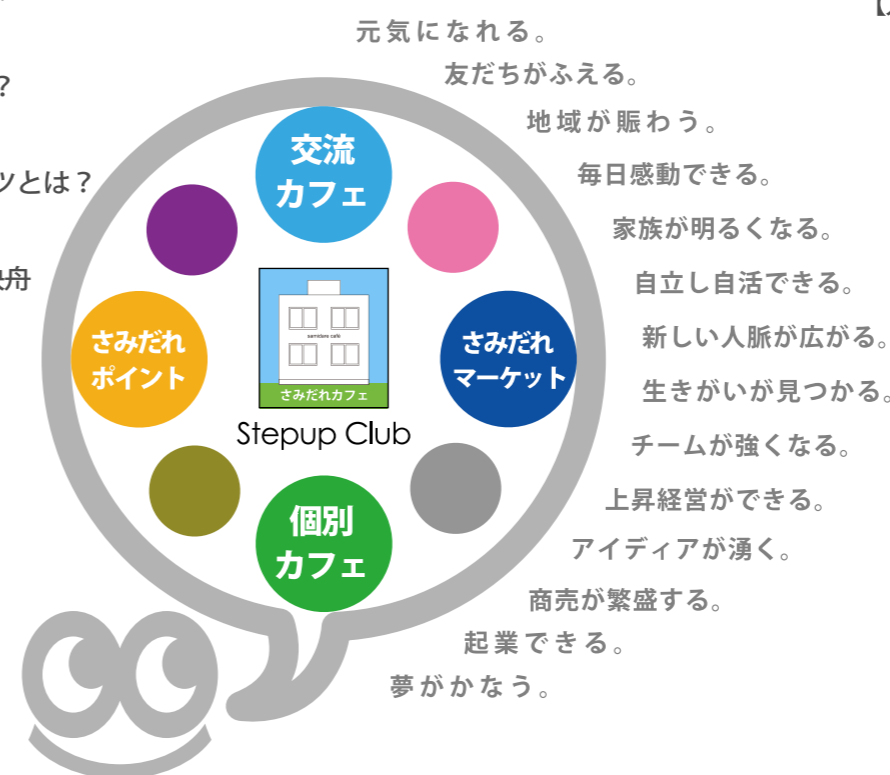 元気になれる。
友だちがふえる。
地域が賑わう。
毎日感動できる。
家族が明るくなる。
自立し自活できる。
新しい人脈が広がる。
生きがいが見つかる。
チームが強くなる。
上昇経営ができる。
アイディアが湧く。
商売が繁盛する。
起業できる。
夢がかなう。
?
ツとは?
舟
交流
カフェ
さみだれ
ポイント
samidare café
さみだれカフェ
Stepup Club
さみだれ
マーケット
個別
カフェ